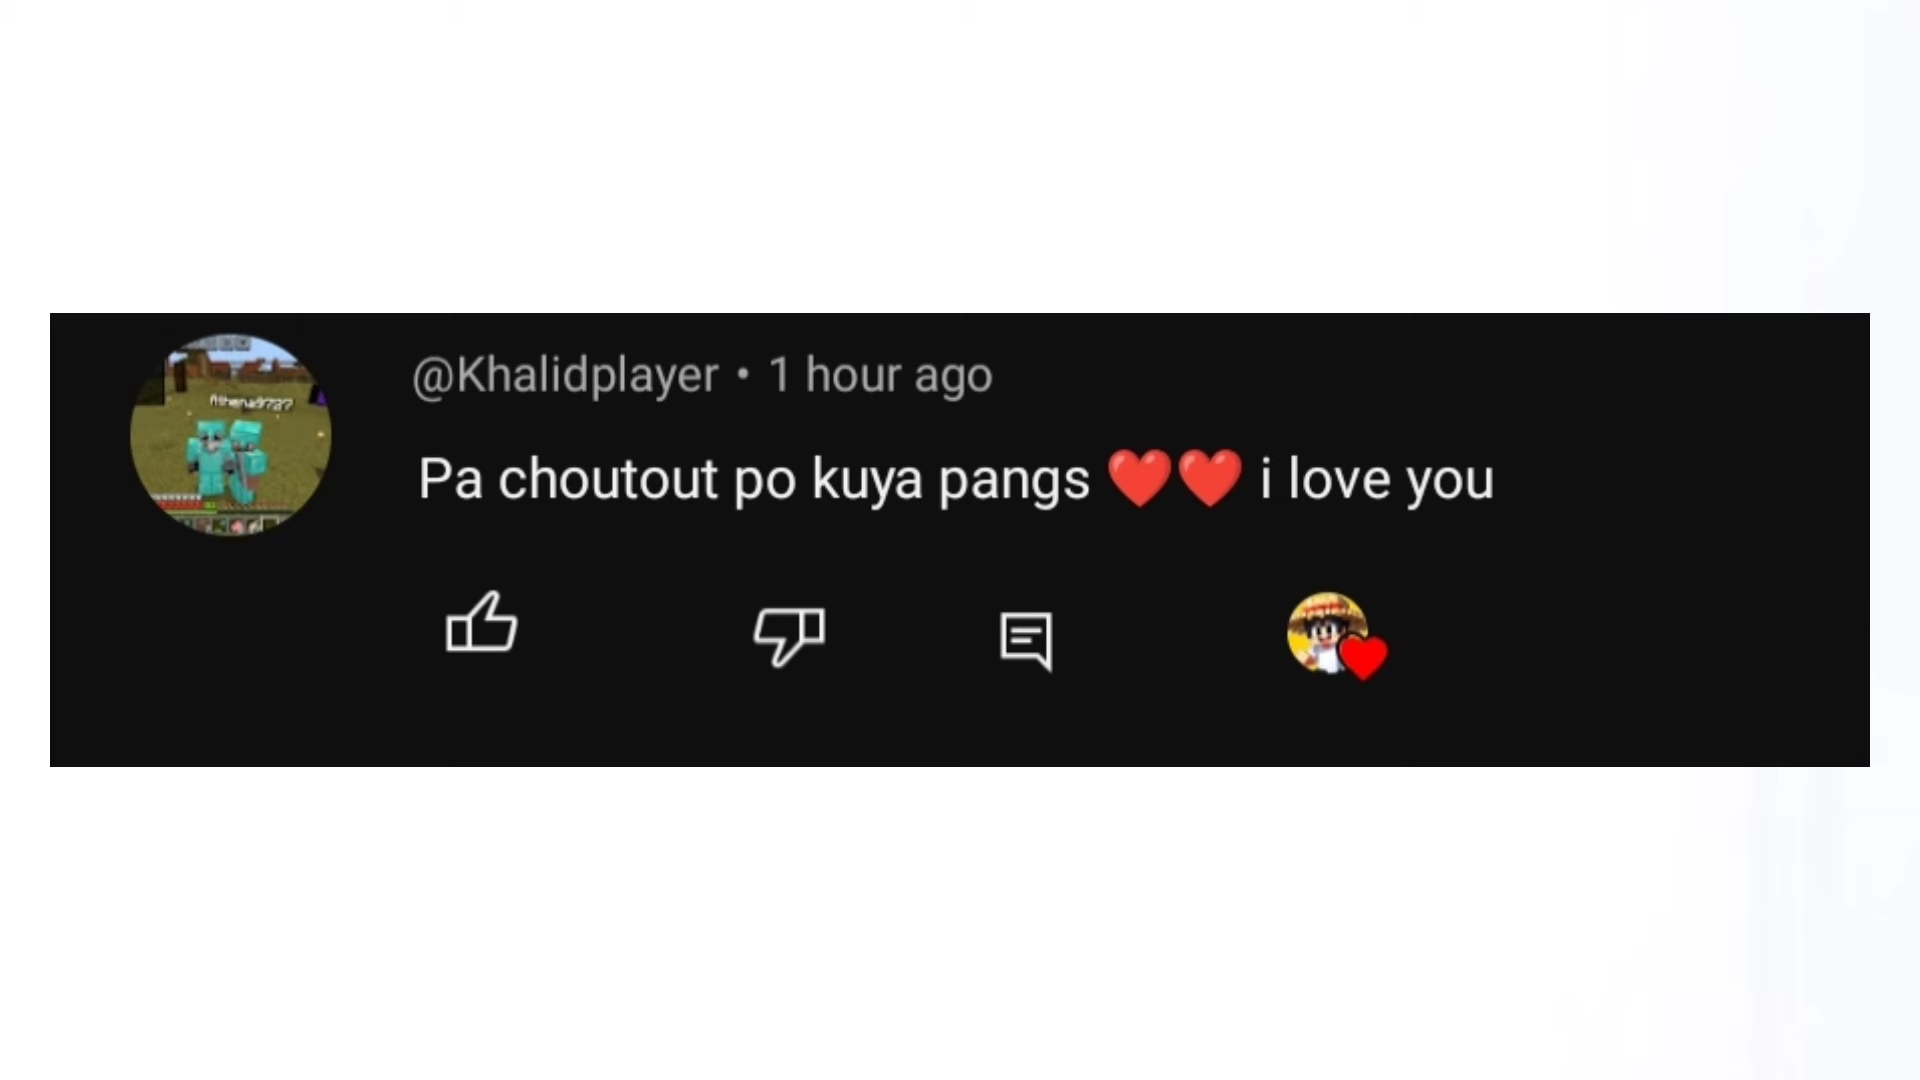 @Khalidplayer • 1 hour ago
Pa choutout po kuya pangs ❤️❤️ i love you